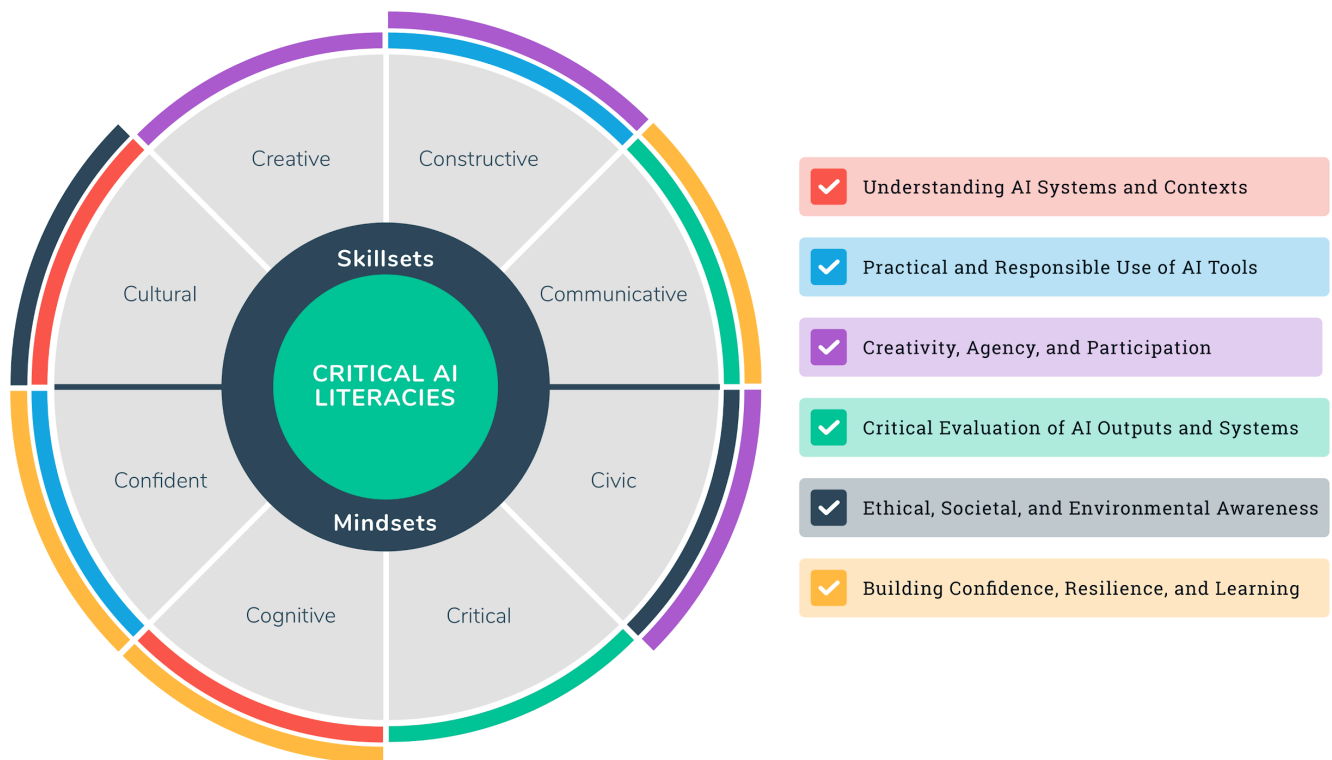 Creative
Constructive
Skillsets
Cultural
Communicative
CRITICAL AI
LITERACIES
Confident
Civic
Mindsets
Cognitive
Critical
Understanding AI Systems and Contexts
Practical and Responsible Use of AI Tools
Creativity, Agency, and Participation
Critical Evaluation of AI Outputs and Systems
Ethical, Societal, and Environmental Awareness
Building Confidence, Resilience, and Learning